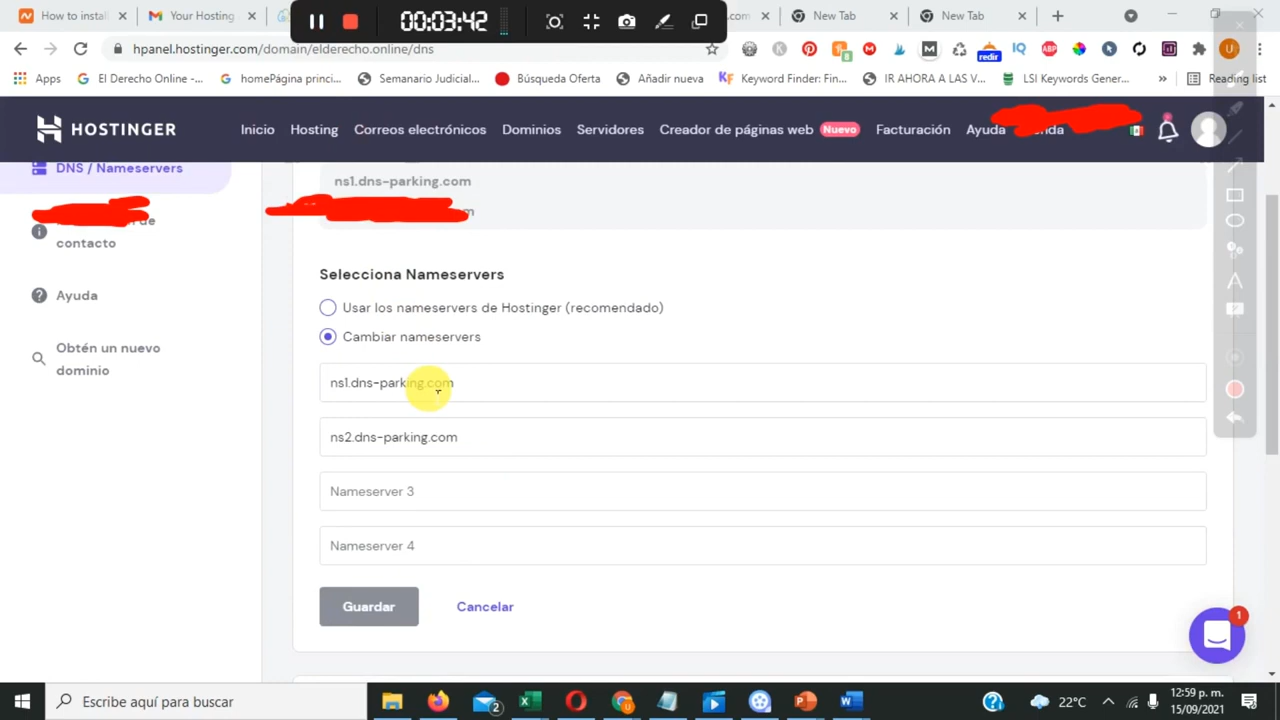 How to install
Your Hosting
00:03:42
.com
New Tab
New Tab
hpanel.hostinger.com/domain/elderecho.online/dns
Apps
El Derecho Online -...
homePágina princi...
Semanario Judicial...
Búsqueda Oferta
Añadir nueva
Keyword Finder: Fin...
IR AHORA A LAS V...
LSI Keywords Gener...
»
Reading list
HOSTINGER
Inicio
Hosting
Correos electrónicos
Dominios
Servidores
Creador de páginas web
Nuevo
Facturación
Ayuda
DNS / Nameservers
de
contacto
Ayuda
Obtén un nuevo
dominio
ns1.dns-parking.com
Selecciona Nameservers
Usar los nameservers de Hostinger (recomendado)
Cambiar nameservers
ns1.dns-parking.com
ns2.dns-parking.com
Nameserver 3
Nameserver 4
Guardar
Cancelar
1
Escribe aquí para buscar
2
22°C
12:59 p. m.
15/09/2021